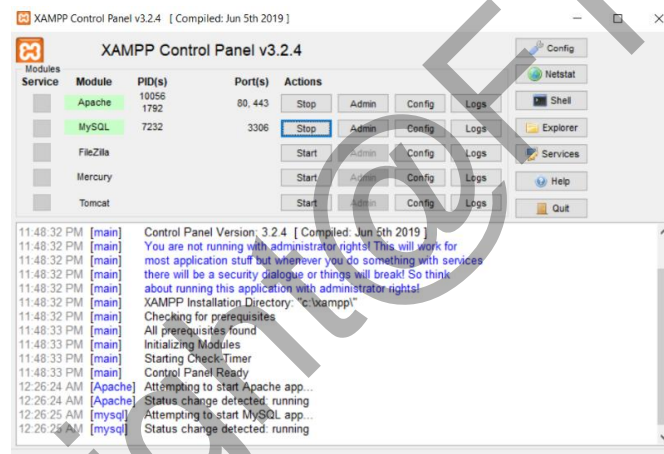 XAMPP Control Panel v3.2.4 [ Compiled: Jun 5th 2019 ]
XAMPP Control Panel v3.2.4
Config
Modules
Service Module PID(s) Port(s) Actions
Netstat
Apache 10056 1792 80, 443 Stop Admin Config Logs
Shell
MySQL 7232 3306 Stop Admin Config Logs
Explorer
FileZilla Start Admin Config Logs
Services
Mercury Start Admin Config Logs
Help
Tomcat Start Admin Config Logs
Quit
11:48:32 PM [main] Control Panel Version: 3.2.4 [ Compiled: Jun 5th 2019 ]
11:48:32 PM [main] You are not running with administrator rights! This will work for
11:48:32 PM [main] most application stuff but whenever you do something with services
11:48:32 PM [main] there will be a security dialogue or things will break! So think
11:48:32 PM [main] about running this application with administrator rights!
11:48:32 PM [main] XAMPP Installation Directory: "c:\xampp\"
11:48:32 PM [main] Checking for prerequisites
11:48:33 PM [main] All prerequisites found
11:48:33 PM [main] Initializing Modules
11:48:33 PM [main] Starting Check-Timer
11:48:33 PM [main] Control Panel Ready
12:26:24 AM [Apache] Attempting to start Apache app...
12:26:24 AM [Apache] Status change detected: running
12:26:25 AM [mysql] Attempting to start MySQL app...
12:26:25 AM [mysql] Status change detected: running